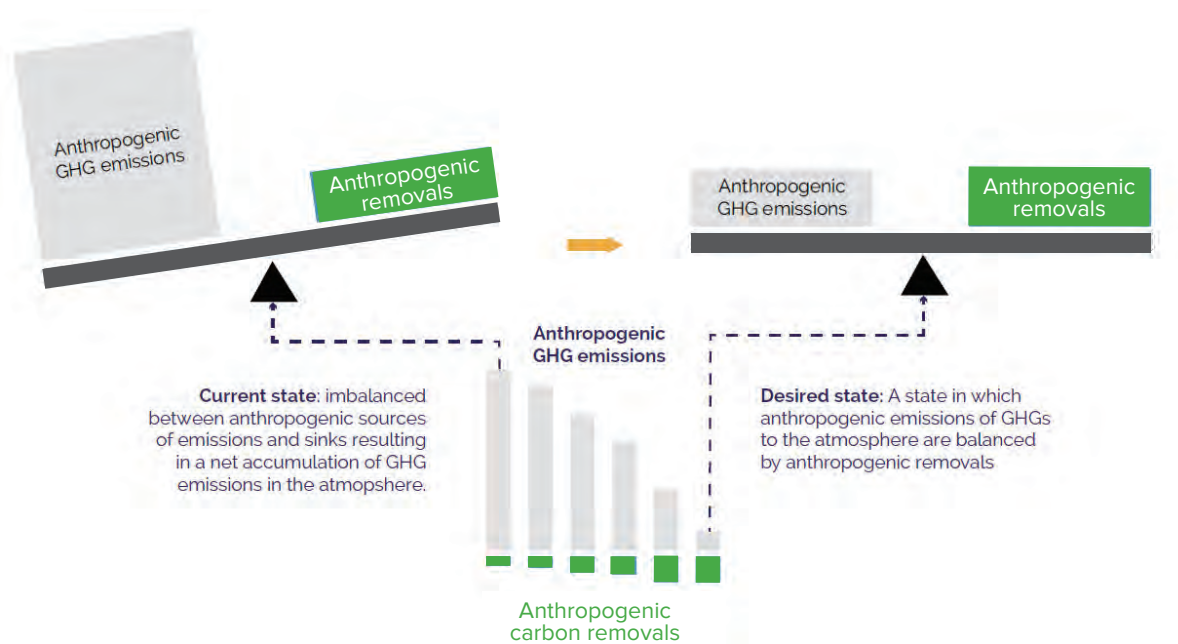 Anthropogenic
GHG emissions
Anthropogenic
removals
Anthropogenic
GHG emissions
Anthropogenic
removals
Anthropogenic
GHG emissions
Current state: imbalanced
between anthropogenic sources
of emissions and sinks resulting
in a net accumulation of GHG
emissions in the atmopshere.
Desired state: A state in which
anthropogenic emissions of GHGs
to the atmosphere are balanced
by anthropogenic removals
Anthropogenic
carbon removals